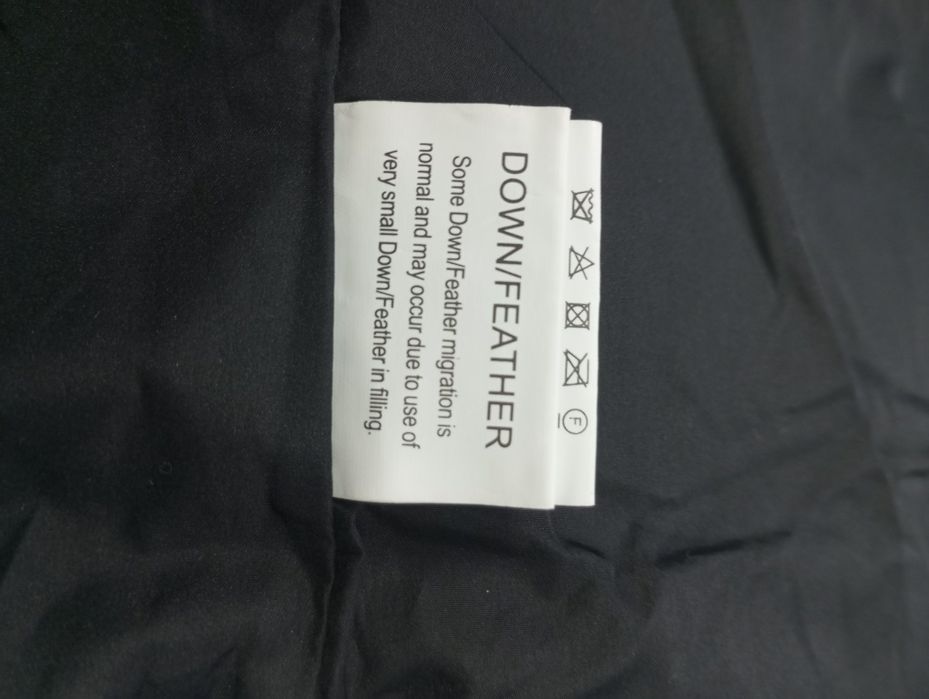 DOWN/FEATHER
Some Down/Feather migration is
normal and may occur due to use of
very small Down/Feather in filling.
F